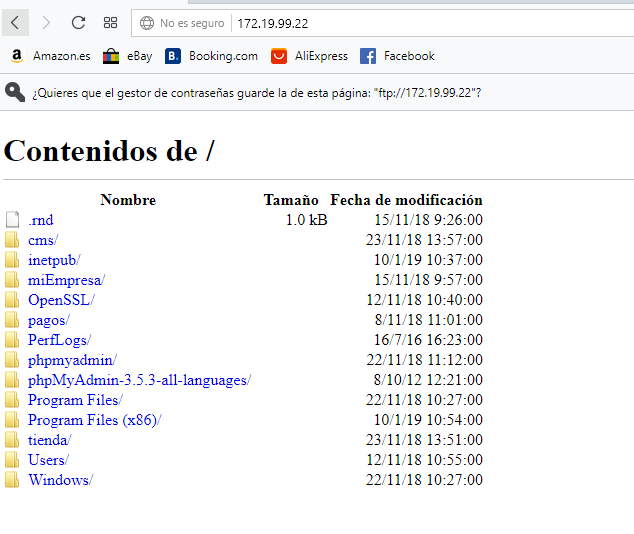 No es seguro 172.19.99.22
Amazon.es eBay Booking.com AliExpress Facebook
¿Quieres que el gestor de contraseñas guarde la de esta página: "ftp://172.19.99.22"?
Contenidos de /
Nombre Tamaño Fecha de modificación
.rnd 1.0 kB 15/11/18 9:26:00
cms/ 23/11/18 13:57:00
inetpub/ 10/1/19 10:37:00
miEmpresa/ 15/11/18 9:57:00
OpenSSL/ 12/11/18 10:40:00
pagos/ 8/11/18 11:01:00
PerfLogs/ 16/7/16 16:23:00
phpmyadmin/ 22/11/18 11:12:00
phpMyAdmin-3.5.3-all-languages/ 8/10/12 12:21:00
Program Files/ 22/11/18 10:27:00
Program Files (x86)/ 10/1/19 10:54:00
tienda/ 23/11/18 13:51:00
Users/ 12/11/18 10:55:00
Windows/ 22/11/18 10:27:00